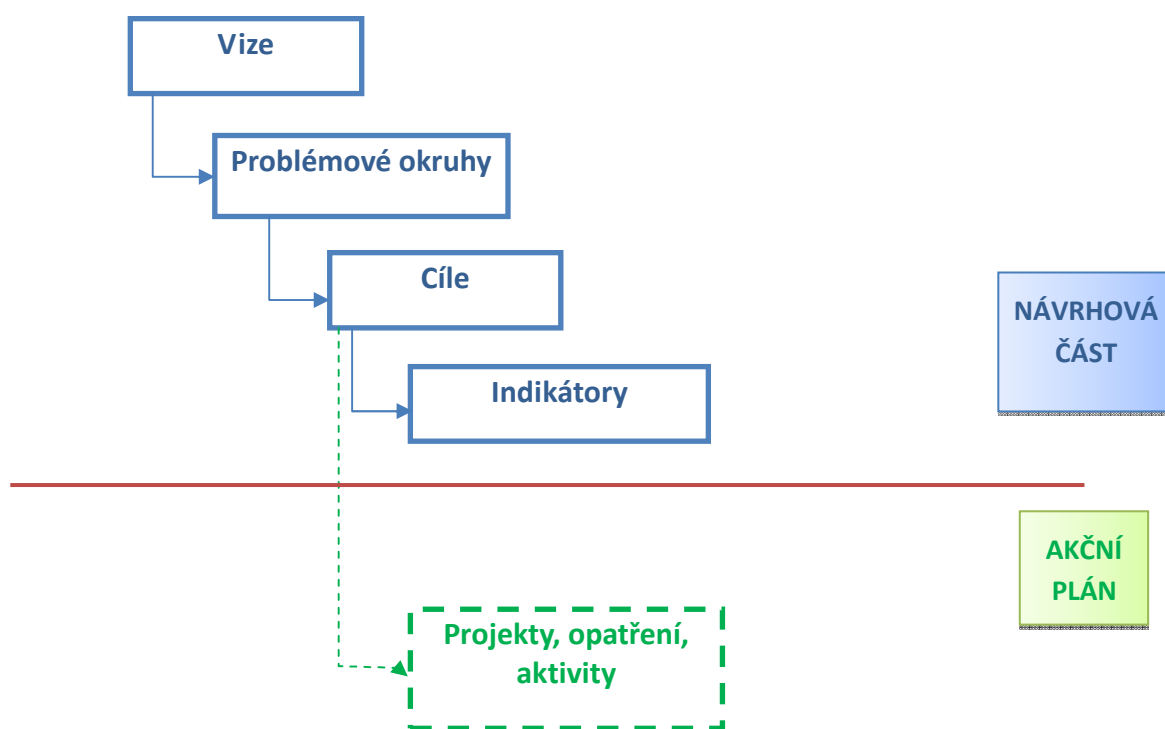 Vize
Problémové okruhy
Cíle
NÁVRHOVÁ
ČÁST
Indikátory
AKČNÍ
PLÁN
Projekty, opatření,
aktivity